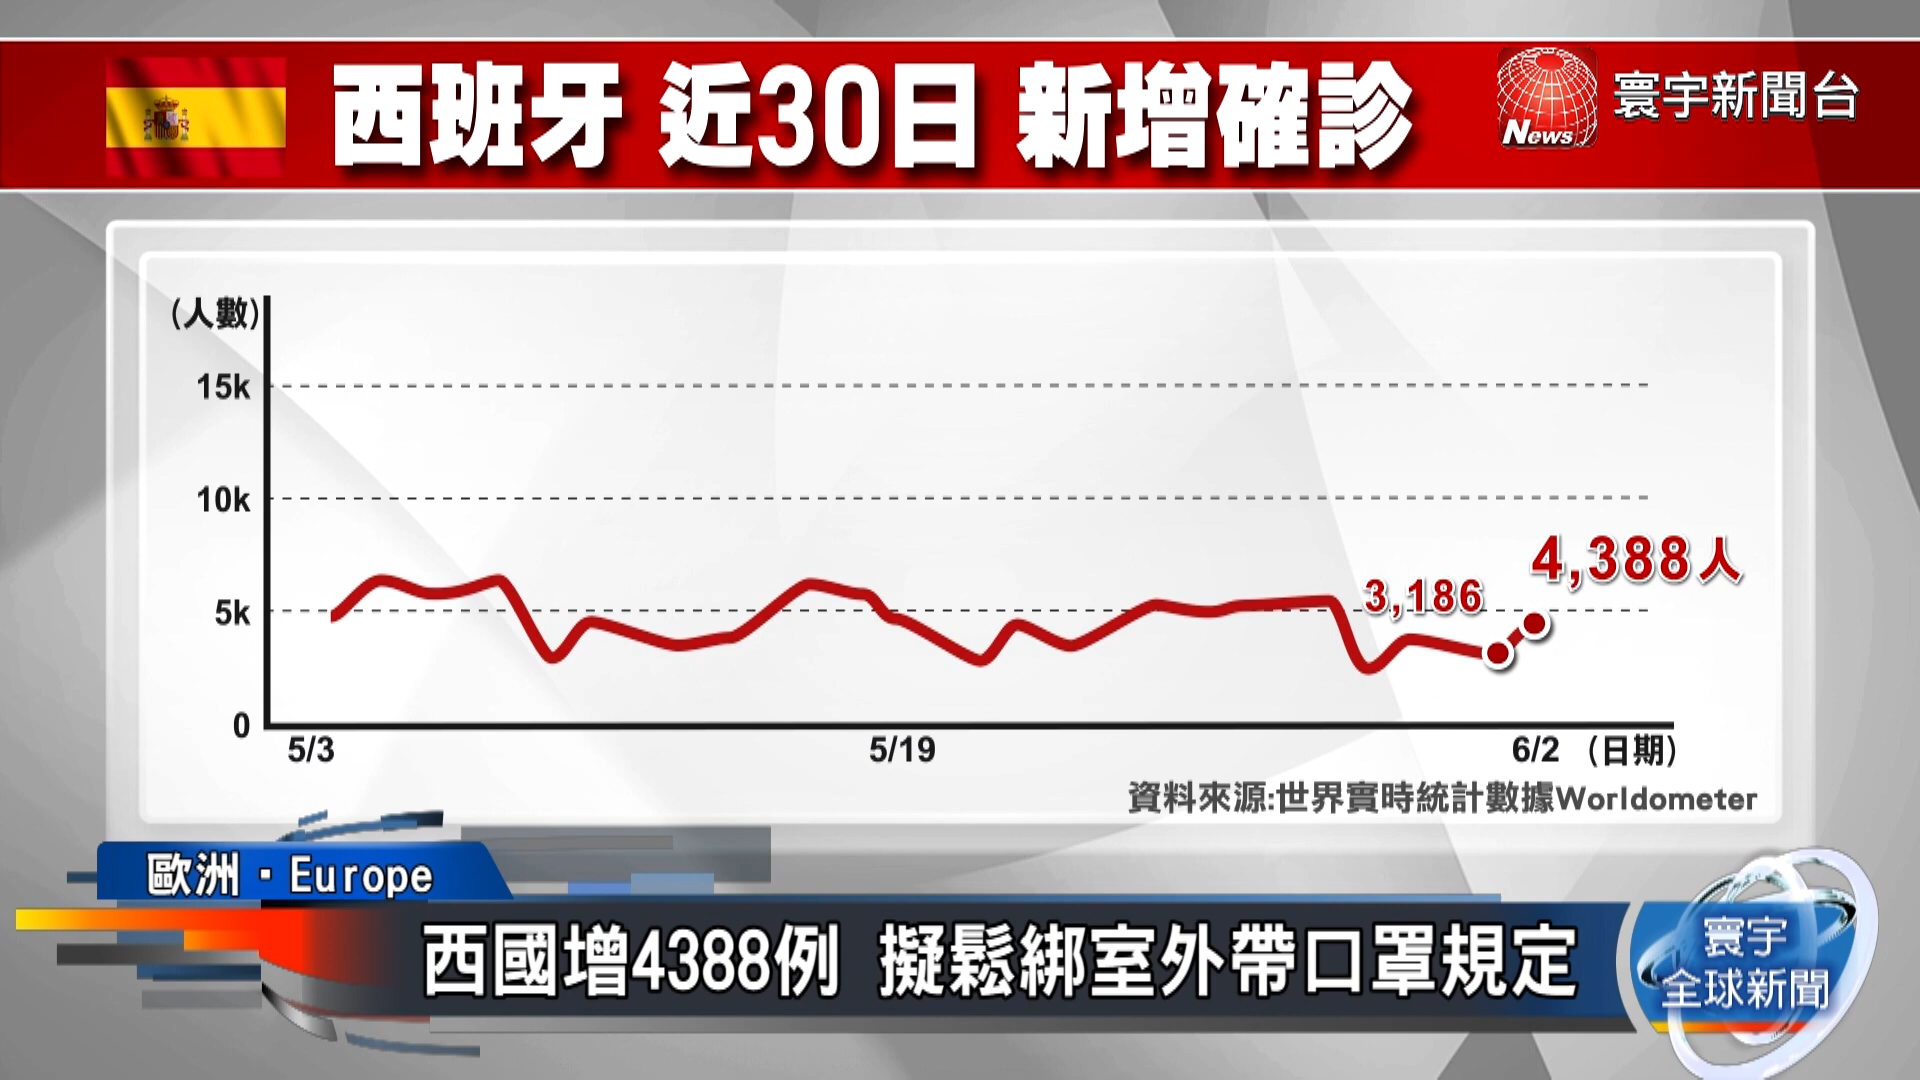 西班牙 近30日 新增確診
News
寰宇新聞台
(人數)
15k
10k
5k
0
3,186
4,388人
5/3
5/19
6/2
(日期)
資料來源:世界實時統計數據Worldometer
歐洲·Europe
西國增4388例 擬鬆綁室外帶口罩規定
寰宇
全球新聞